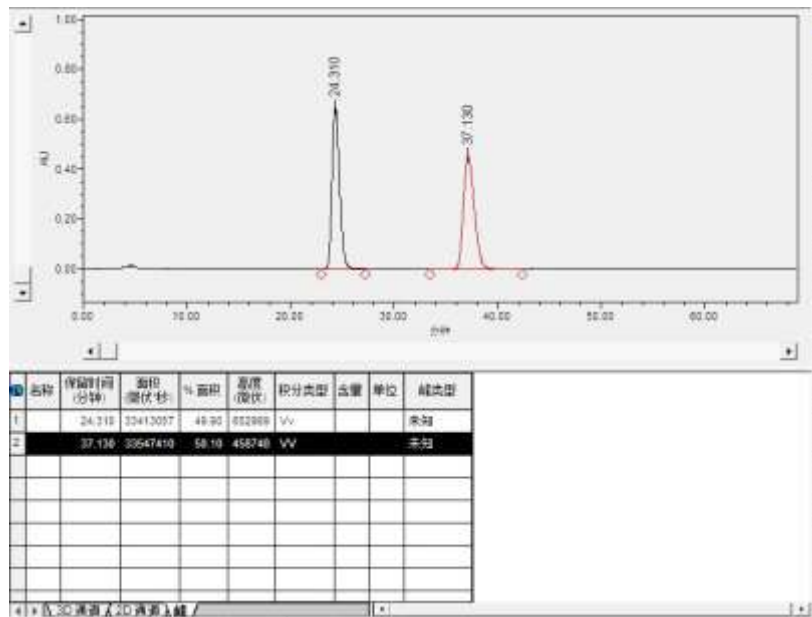 1.00
0.80
0.60
0.40
0.20
0.00
AU
24.310
37.130
0.00 10.00 20.00 30.00 40.00 50.00 60.00
分钟
名称 保留时间 (分钟) 面积 (微伏*秒) % 面积 高度 (微伏) 积分类型 含量 单位 峰类型
1 24.310 33413057 49.90 652969 Vv 未知
2 37.130 33547410 50.10 458748 VV 未知
3D 通道 2D 通道 峰